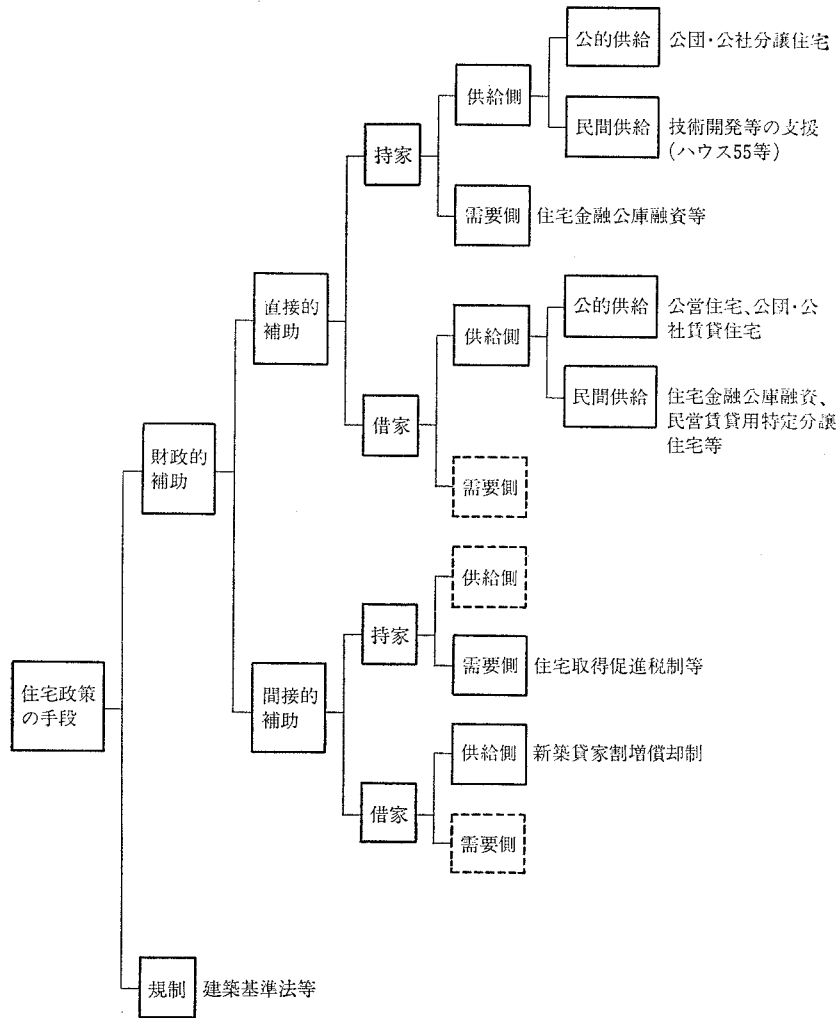 公的供給 公団・公社分譲住宅
供給側
民間供給 技術開発等の支援
(ハウス55等)
持家
需要側 住宅金融公庫融資等
直接的
補助
公的供給 公営住宅、公団・公
社賃貸住宅
供給側
民間供給 住宅金融公庫融資、
民営賃貸用特定分譲
住宅等
借家
需要側
財政的
補助
供給側
持家
需要側 住宅取得促進税制等
住宅政策
の手段
間接的
補助
供給側 新築貸家割増償却制
借家
需要側
規制 建築基準法等